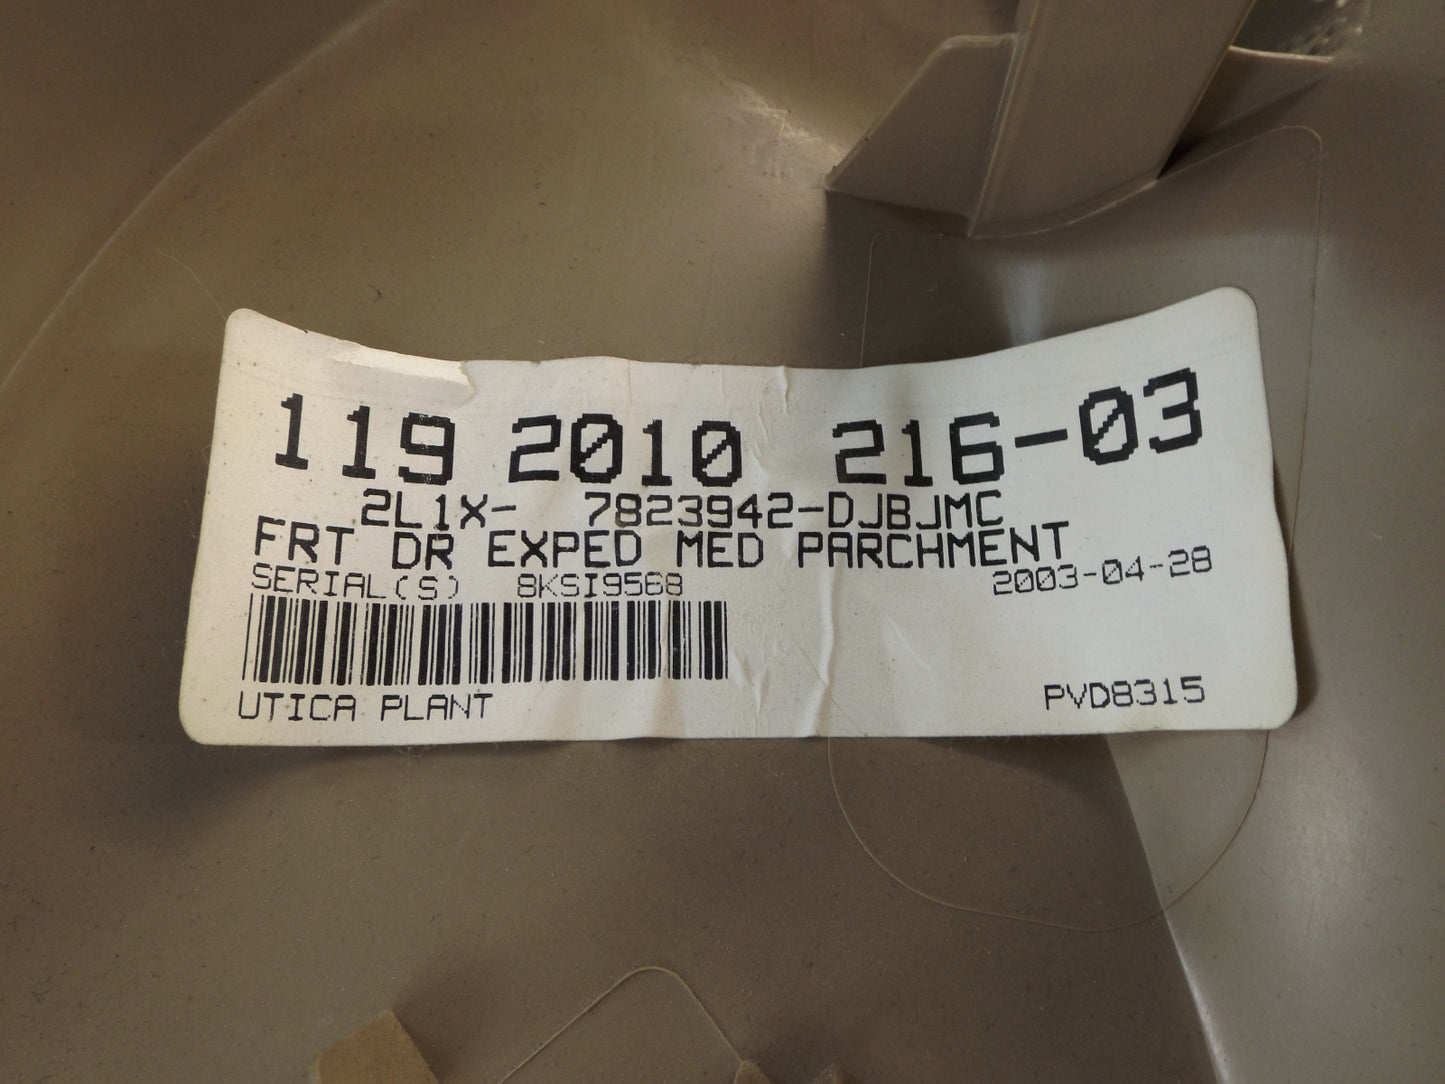 119 2010 216-03
2L1X- 7823942-DJBJMC
FRT DR EXPED MED PARCHMENT
SERIAL(S) 8KSI9568 2003-04-28
UTICA PLANT PVD8315